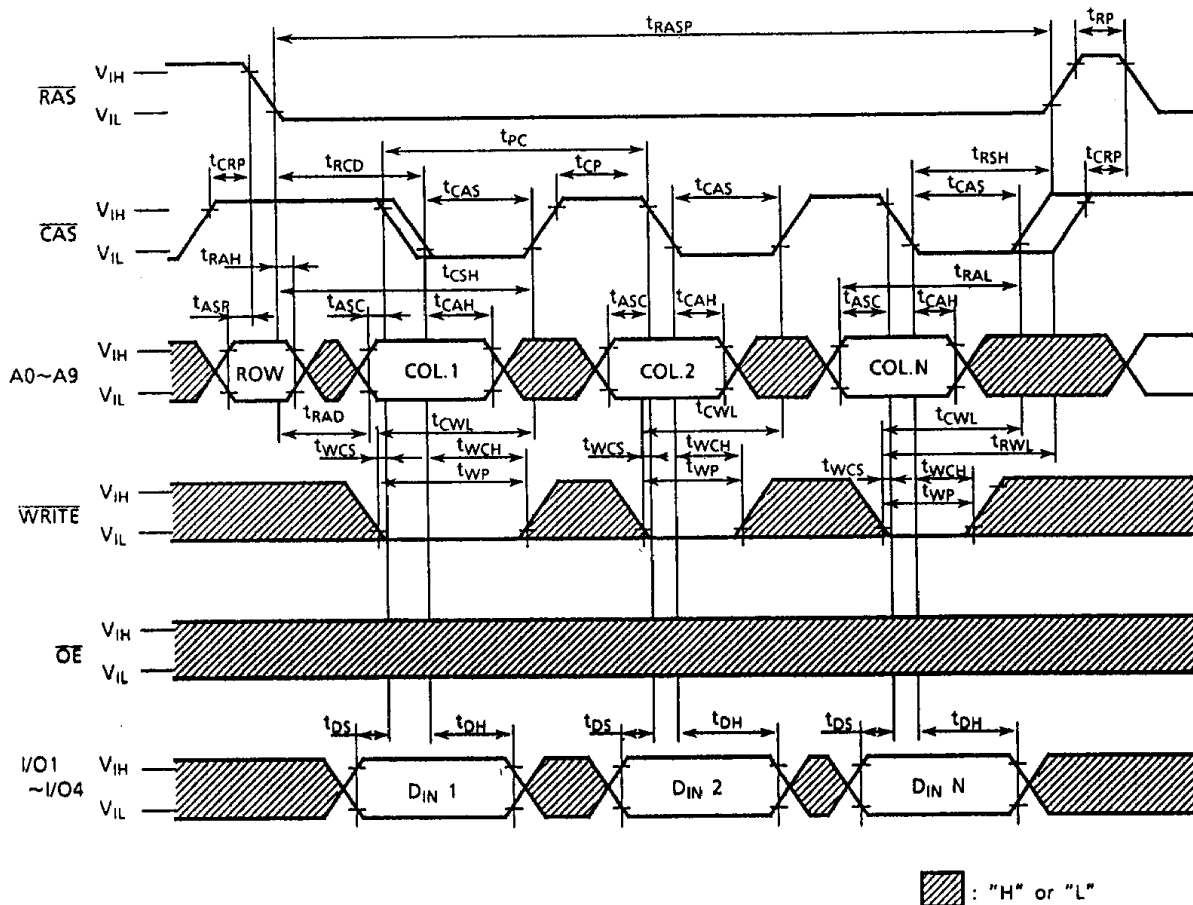 tRASP
tRP
RAS
VIH
VIL
tPC
tCRP
tRCD
tCP
tRSH
tCRP
tCAS
tCAS
tCAS
CAS
VIH
VIL
tRAH
tCSH
tRAL
tASR
tASC
tCAH
tASC
tCAH
tASC
tCAH
A0~A9
VIH
VIL
ROW
COL.1
COL.2
COL.N
tRAD
tCWL
tCWL
tCWL
tWCS
tWCH
tWCS
tWCH
tRWL
tWP
tWP
tWCS
tWCH
tWP
WRITE
VIH
VIL
OE
VIH
VIL
tDS
tDH
tDS
tDH
tDS
tDH
I/O1
~I/O4
VIH
VIL
DIN 1
DIN 2
DIN N
: "H" or "L"